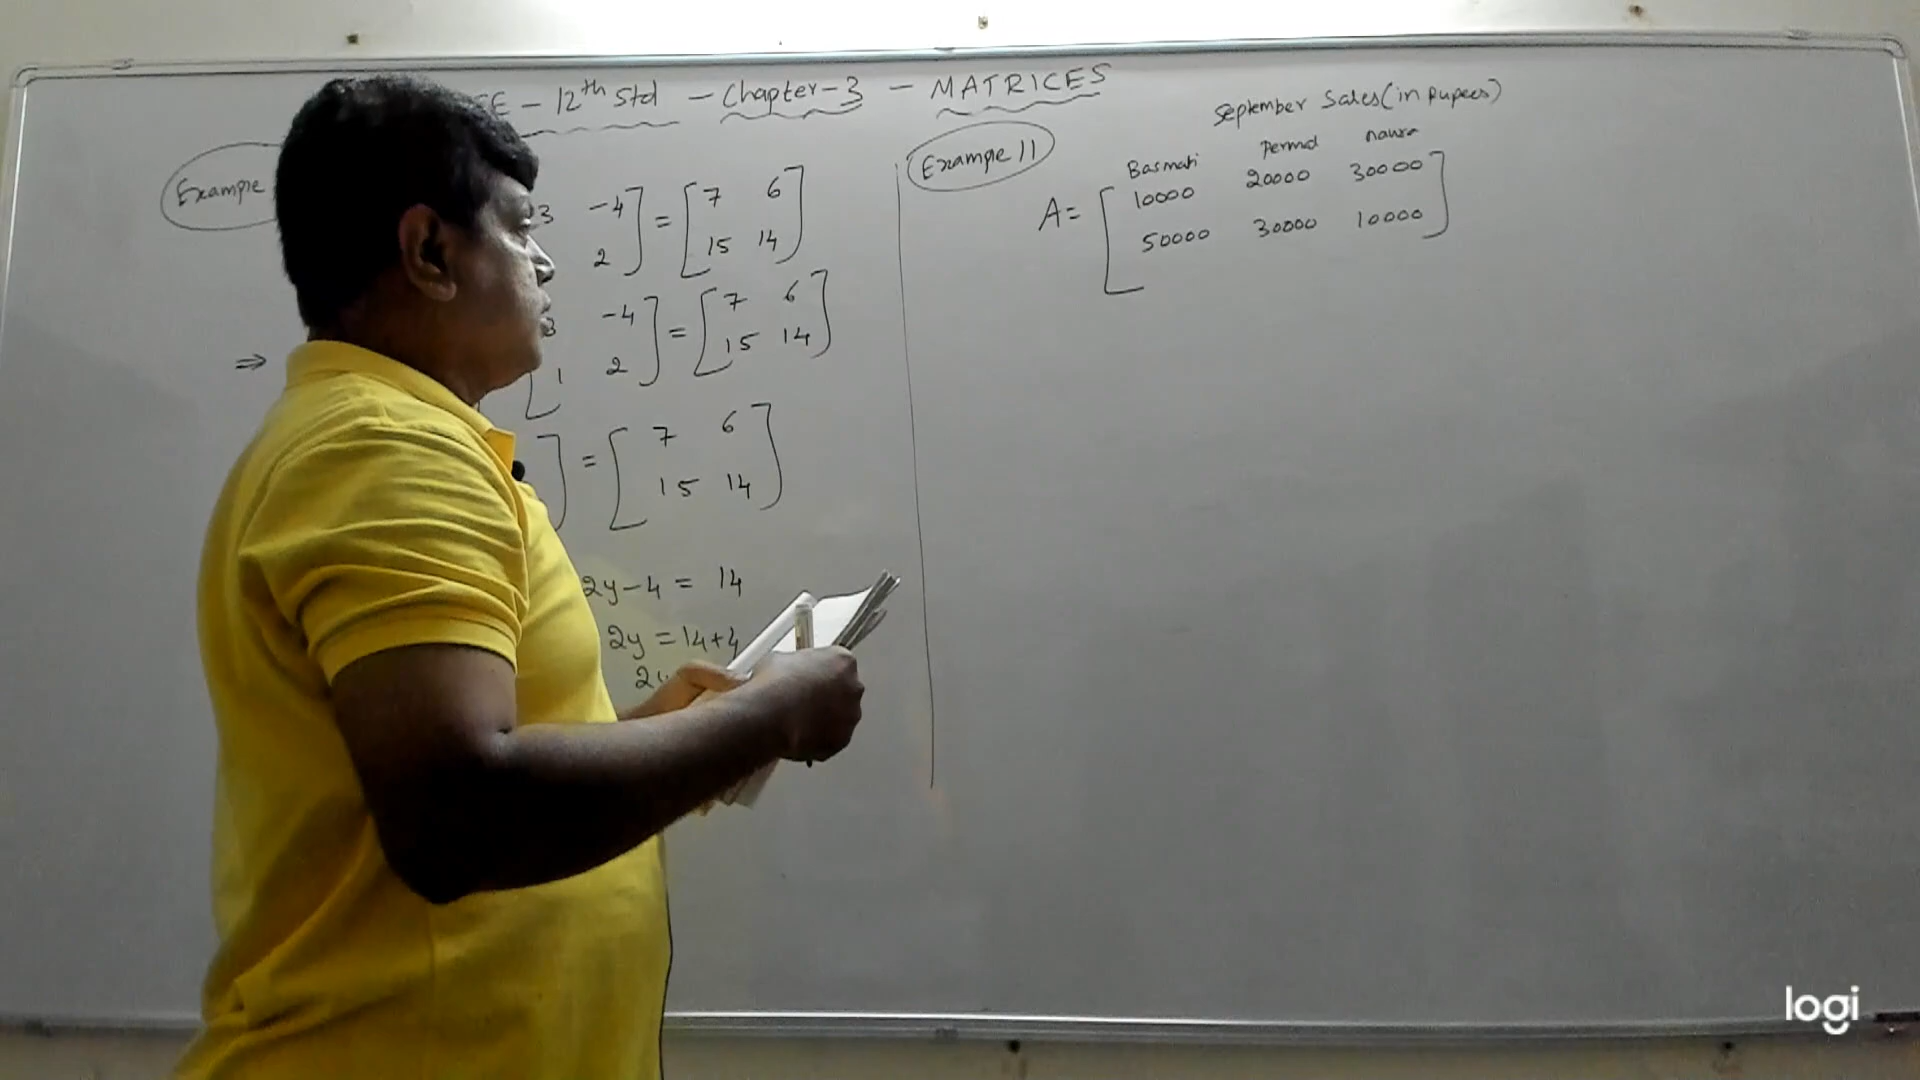 EE - 12th Std - Chapter-3 - MATRICES
Example
3 -4 = 7 6
2 15 14
⇒ 3 -4 = 7 6
1 2 15 14
= 7 6
15 14
2y - 4 = 14
2y = 14 + 4
Example 11
September Sales (in Rupees)
Basmati Permal Naura
A = 10000 20000 30000
50000 30000 10000
logi